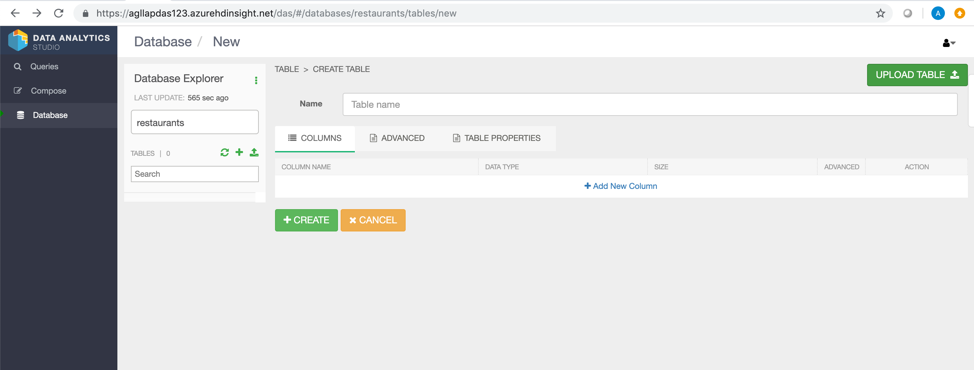 https://agllapdas123.azurehdinsight.net/das/#/databases/restaurants/tables/new
A
DATA ANALYTICS
STUDIO
Database / New
Queries
Compose
Database
Database Explorer
LAST UPDATE: 565 sec ago
restaurants
TABLES | 0
Search
TABLE > CREATE TABLE
UPLOAD TABLE
Name Table name
COLUMNS ADVANCED TABLE PROPERTIES
COLUMN NAME DATA TYPE SIZE ADVANCED ACTION
Add New Column
CREATE CANCEL